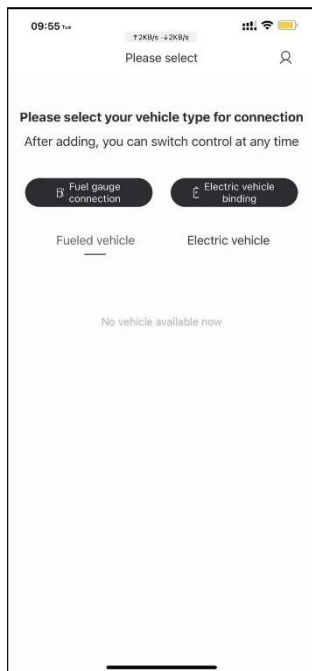 09:55 Tue
↑2KB/s ↓2KB/s
Please select
Please select your vehicle type for connection
After adding, you can switch control at any time
Fuel gauge
connection
Electric vehicle
binding
Fueled vehicle
Electric vehicle
No vehicle available now